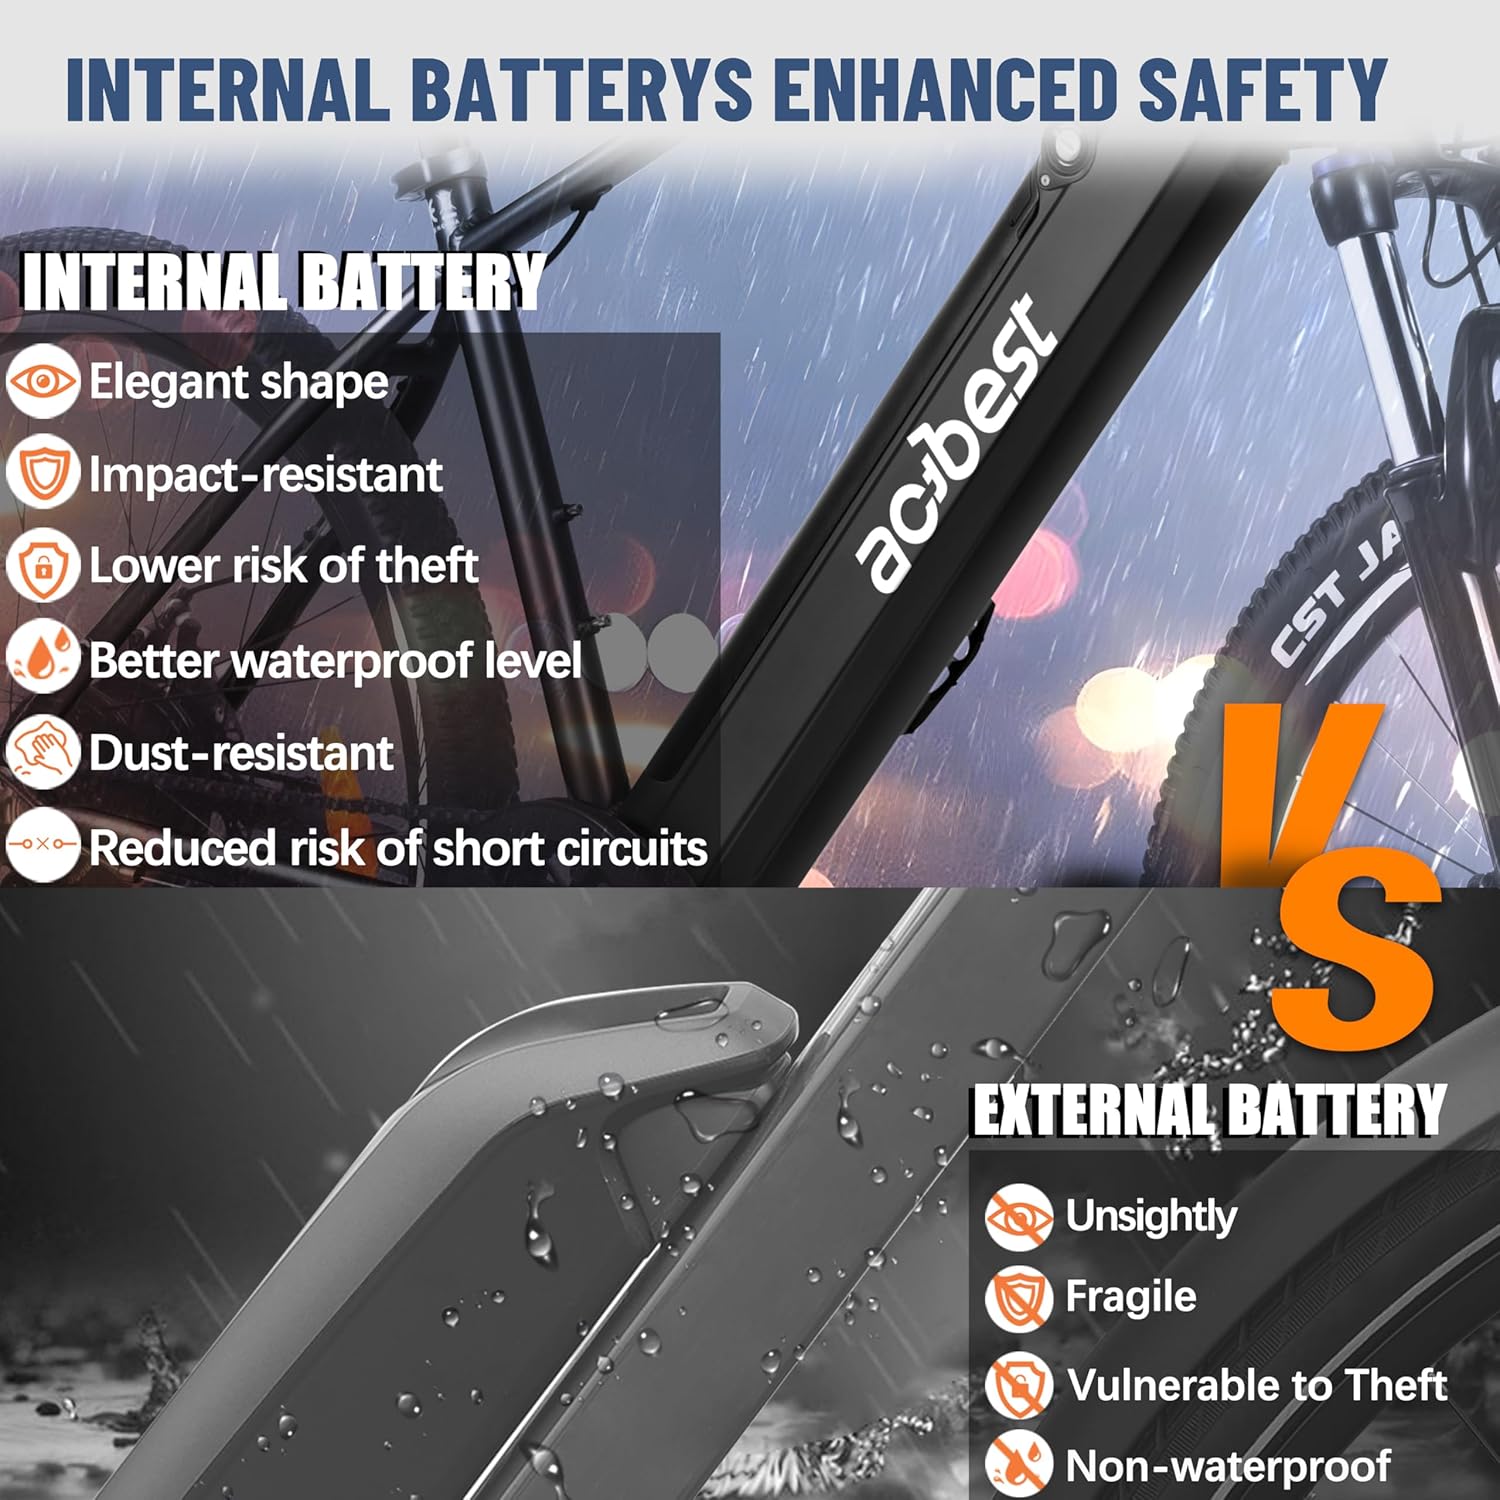 INTERNAL BATTERYS ENHANCED SAFETY
INTERNAL BATTERY
Elegant shape
Impact-resistant
Lower risk of theft
Better waterproof level
Dust-resistant
Reduced risk of short circuits
actbest
CST JA
VS
EXTERNAL BATTERY
Unsightly
Fragile
Vulnerable to Theft
Non-waterproof